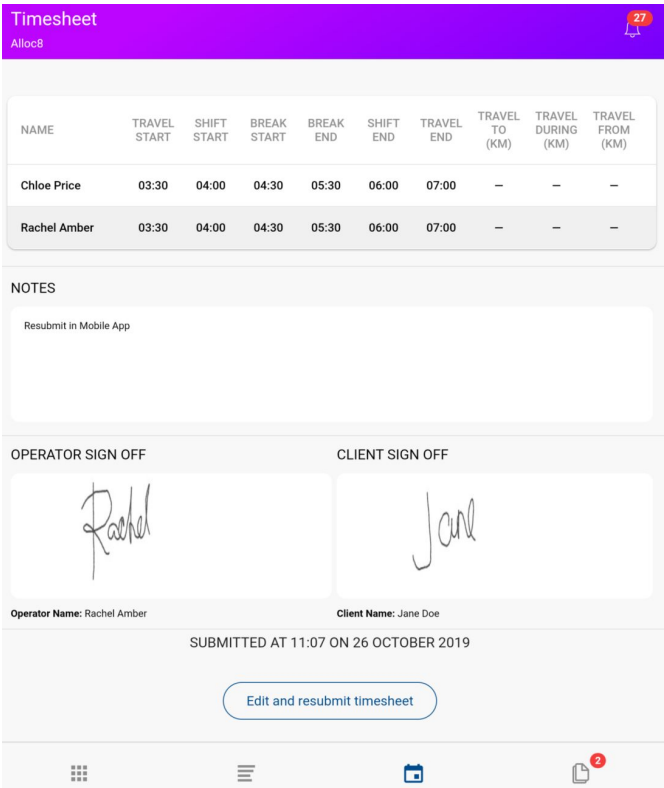 Timesheet
27
Alloc8
NAME TRAVEL START SHIFT START BREAK START BREAK END SHIFT END TRAVEL END TRAVEL TO (KM) TRAVEL DURING (KM) TRAVEL FROM (KM)
Chloe Price 03:30 04:00 04:30 05:30 06:00 07:00 – – –
Rachel Amber 03:30 04:00 04:30 05:30 06:00 07:00 – – –
NOTES
Resubmit in Mobile App
OPERATOR SIGN OFF CLIENT SIGN OFF
Rachel Jane
Operator Name: Rachel Amber Client Name: Jane Doe
SUBMITTED AT 11:07 ON 26 OCTOBER 2019
Edit and resubmit timesheet
2